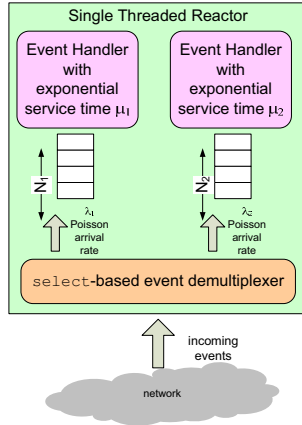 Single Threaded Reactor
Event Handler
with
exponential
service time μ1
Event Handler
with
exponential
service time μ2
N1
N2
λ1
Poisson
arrival
rate
λ2
Poisson
arrival
rate
select-based event demultiplexer
incoming
events
network